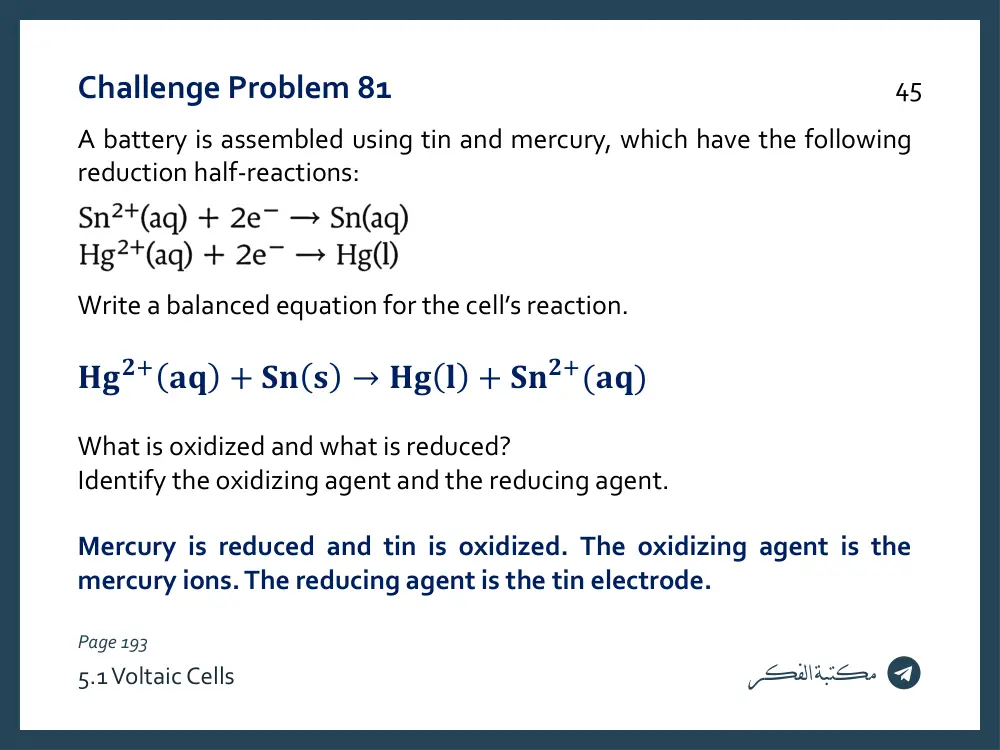 Challenge Problem 81
45
A battery is assembled using tin and mercury, which have the following
reduction half-reactions:
Sn²⁺(aq) + 2e⁻ → Sn(aq)
Hg²⁺(aq) + 2e⁻ → Hg(l)
Write a balanced equation for the cell’s reaction.
Hg²⁺(aq) + Sn(s) → Hg(l) + Sn²⁺(aq)
What is oxidized and what is reduced?
Identify the oxidizing agent and the reducing agent.
Mercury is reduced and tin is oxidized. The oxidizing agent is the
mercury ions. The reducing agent is the tin electrode.
Page 193
5.1 Voltaic Cells
مكتبة الفكر